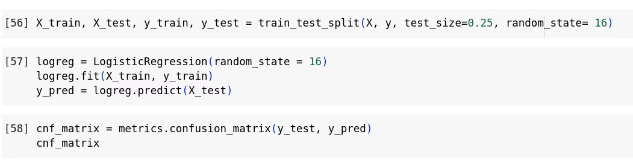 [56] X_train, X_test, y_train, y_test = train_test_split(X, y, test_size=0.25, random_state= 16)
[57] logreg = LogisticRegression(random_state = 16)
logreg.fit(X_train, y_train)
y_pred = logreg.predict(X_test)
[58] cnf_matrix = metrics.confusion_matrix(y_test, y_pred)
cnf_matrix